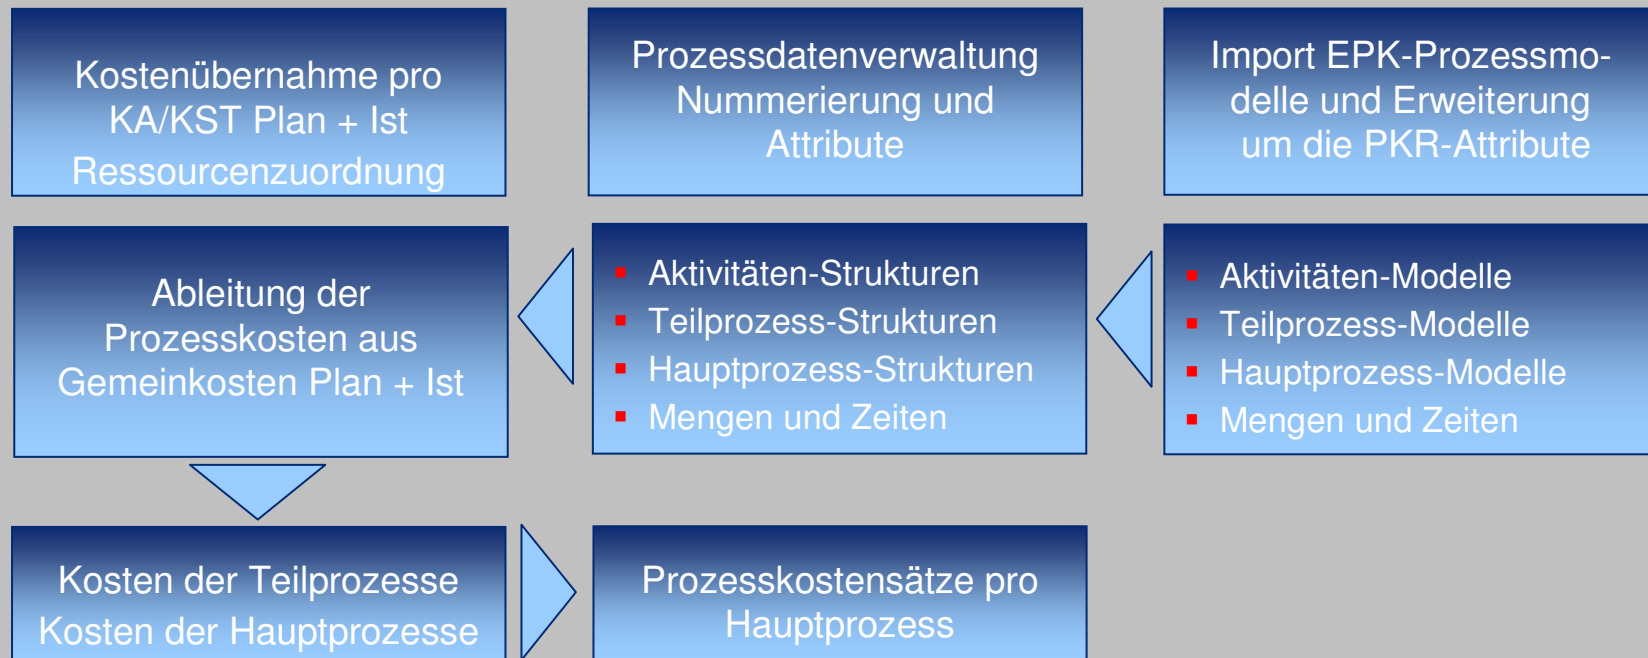 Kostenübernahme pro
KA/KST Plan + Ist
Ressourcenzuordnung
Prozessdatenverwaltung
Nummerierung und
Attribute
Import EPK-Prozessmo-
delle und Erweiterung
um die PKR-Attribute
Ableitung der
Prozesskosten aus
Gemeinkosten Plan + Ist
Aktivitäten-Strukturen
Teilprozess-Strukturen
Hauptprozess-Strukturen
Mengen und Zeiten
Aktivitäten-Modelle
Teilprozess-Modelle
Hauptprozess-Modelle
Mengen und Zeiten
Kosten der Teilprozesse
Kosten der Hauptprozesse
Prozesskostensätze pro
Hauptprozess